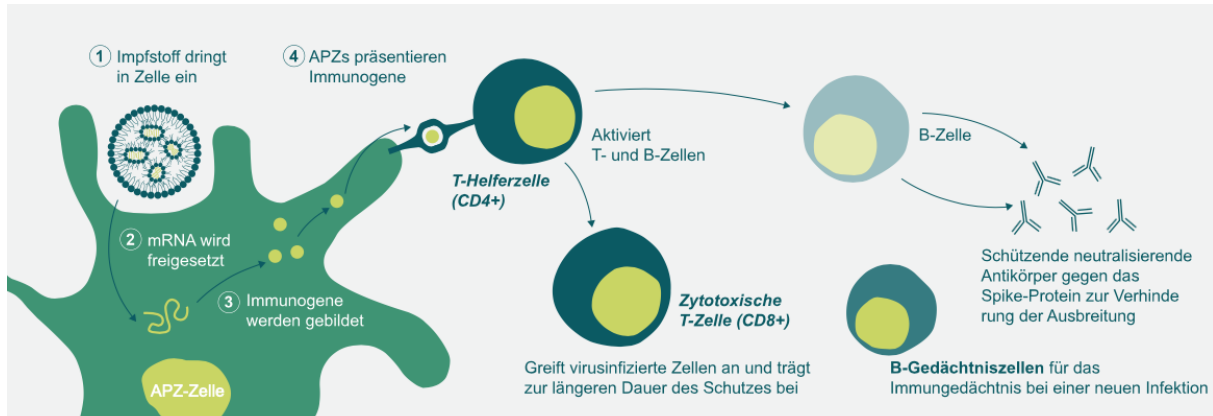 1 Impfstoff dringt
in Zelle ein
2 mRNA wird
freigesetzt
3 Immunogene
werden gebildet
APZ-Zelle
4 APZs präsentieren
Immunogene
T-Helferzelle
(CD4+)
Aktiviert
T- und B-Zellen
Zytotoxische
T-Zelle (CD8+)
Greift virusinfizierte Zellen an und trägt
zur längeren Dauer des Schutzes bei
B-Zelle
Schützende neutralisierende
Antikörper gegen das
Spike-Protein zur Verhinde
rung der Ausbreitung
B-Gedächtniszellen für das
Immungedächtnis bei einer neuen Infektion